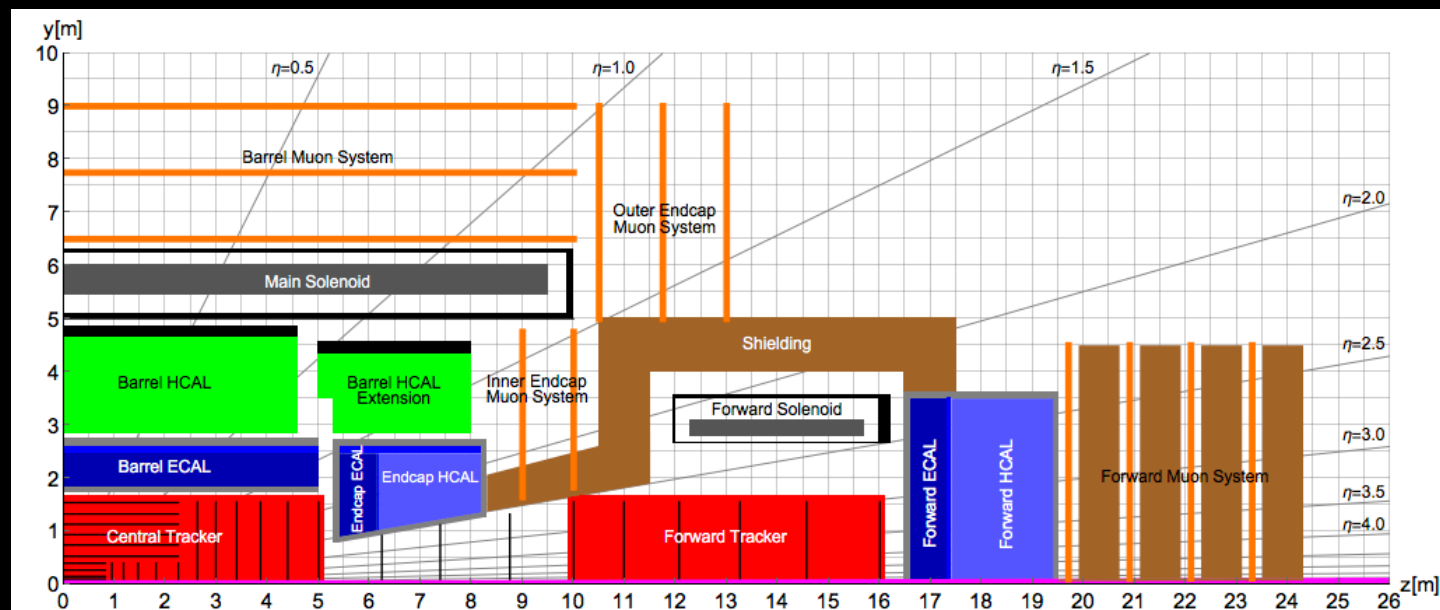 y[m]
10
9
8
7
6
5
4
3
2
1
0
η=0.5
η=1.0
η=1.5
η=2.0
η=2.5
η=3.0
η=3.5
η=4.0
Barrel Muon System
Outer Endcap
Muon System
Main Solenoid
Shielding
Barrel HCAL
Barrel HCAL
Extension
Inner Endcap
Muon System
Forward Solenoid
Barrel ECAL
Endcap ECAL
Endcap HCAL
Forward ECAL
Forward HCAL
Forward Muon System
Central Tracker
Forward Tracker
0 1 2 3 4 5 6 7 8 9 10 11 12 13 14 15 16 17 18 19 20 21 22 23 24 25 26
z[m]